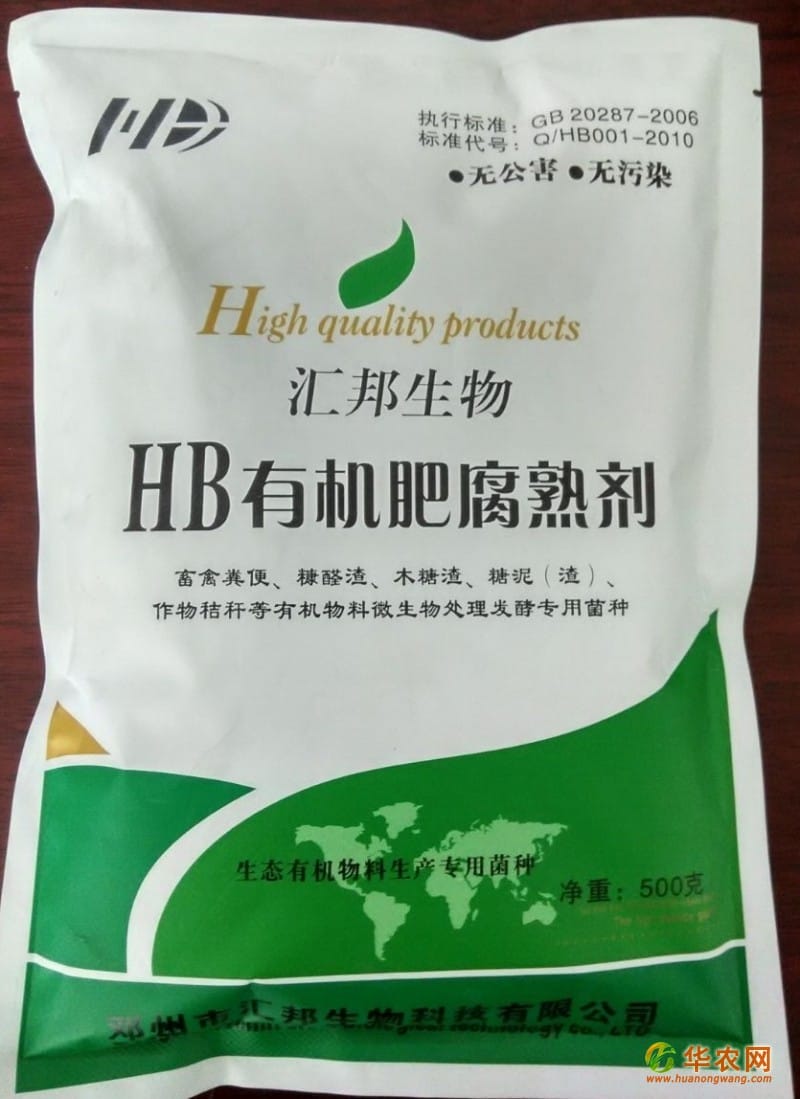 HB
执行标准：GB 20287-2006
标准代号：Q/HB001-2010
●无公害 ●无污染
High quality products
汇邦生物
HB有机肥腐熟剂
畜禽粪便、糠醛渣、木糖渣、糖泥（渣）、
作物秸秆等有机物料微生物处理发酵专用菌种
生态有机物料生产专用菌种
净重：500克
邓州市汇邦生物科技有限公司
technology co., LTD
华农网
www.huanongwang.com